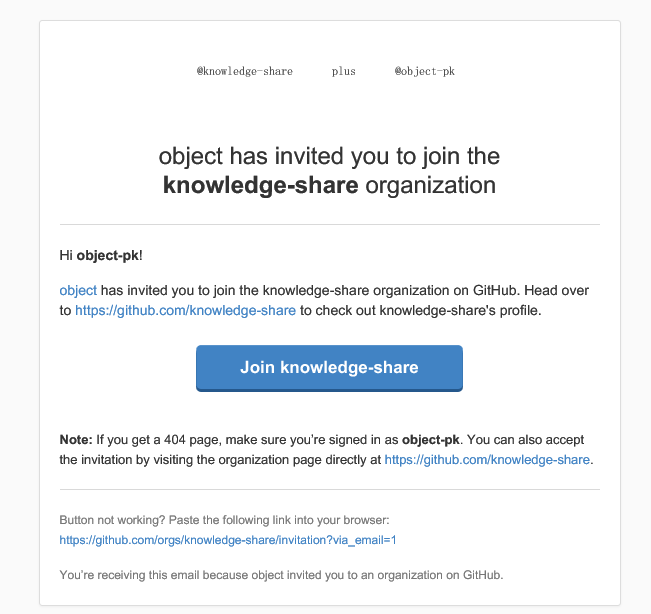 @knowledge-share plus @object-pk
object has invited you to join the
knowledge-share organization
Hi object-pk!
object has invited you to join the knowledge-share organization on GitHub. Head over
to https://github.com/knowledge-share to check out knowledge-share's profile.
Join knowledge-share
Note: If you get a 404 page, make sure you’re signed in as object-pk. You can also accept
the invitation by visiting the organization page directly at https://github.com/knowledge-share.
Button not working? Paste the following link into your browser:
https://github.com/orgs/knowledge-share/invitation?via_email=1
You’re receiving this email because object invited you to an organization on GitHub.